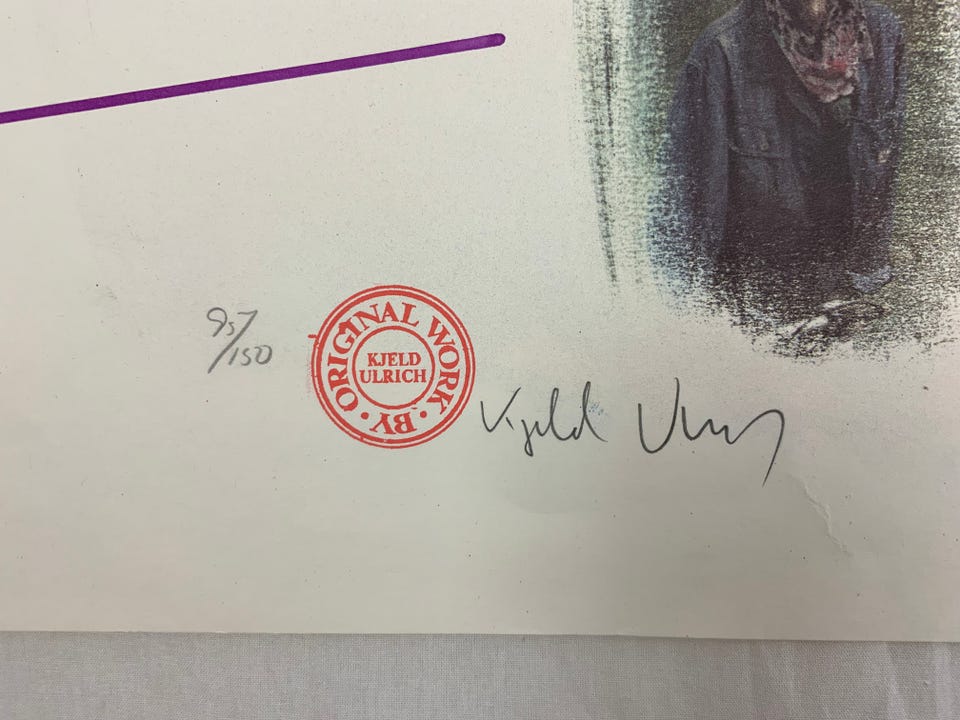 95/150
ORIGINAL WORK
· BY ·
KJELD
ULRICH
Kjeld Ulrich